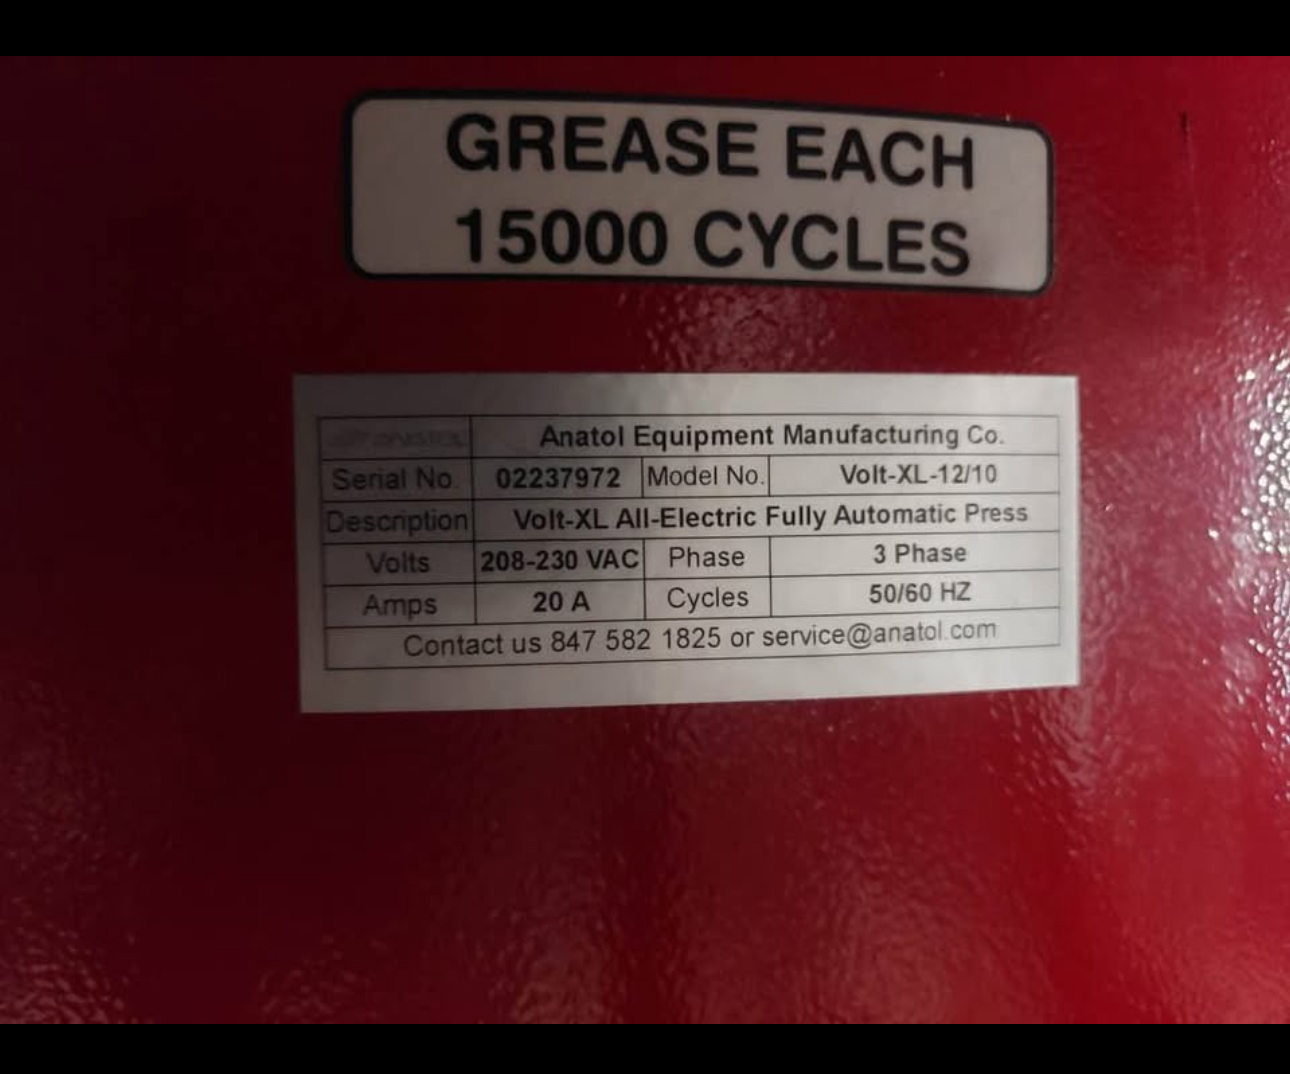 GREASE EACH
15000 CYCLES
Anatol Equipment Manufacturing Co.
Serial No. 02237972 Model No. Volt-XL-12/10
Description Volt-XL All-Electric Fully Automatic Press
Volts 208-230 VAC Phase 3 Phase
Amps 20 A Cycles 50/60 HZ
Contact us 847 582 1825 or service@anatol.com